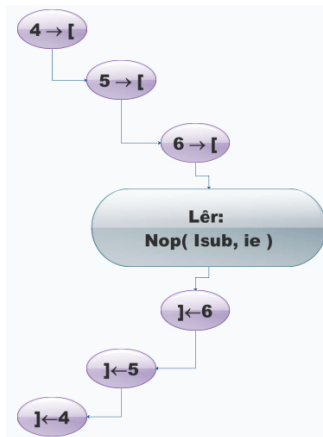 4 → [
5 → [
6 → [
Lêr:
Nop( Isub, ie )
]←6
]←5
]←4